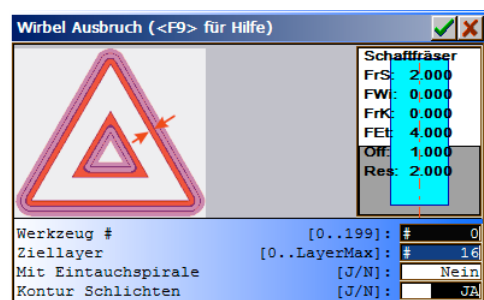 Wirbel Ausbruch (<F9> für Hilfe)
Schaftfräser
FrS: 2.000
FWi: 0.000
FrK: 0.000
FEt: 4.000
Off: 1.000
Res: 2.000
Werkzeug # [0..199]: # 0
Ziellayer [0..LayerMax]: # 16
Mit Eintauchspirale [J/N]: Nein
Kontur Schlichten [J/N]: JA